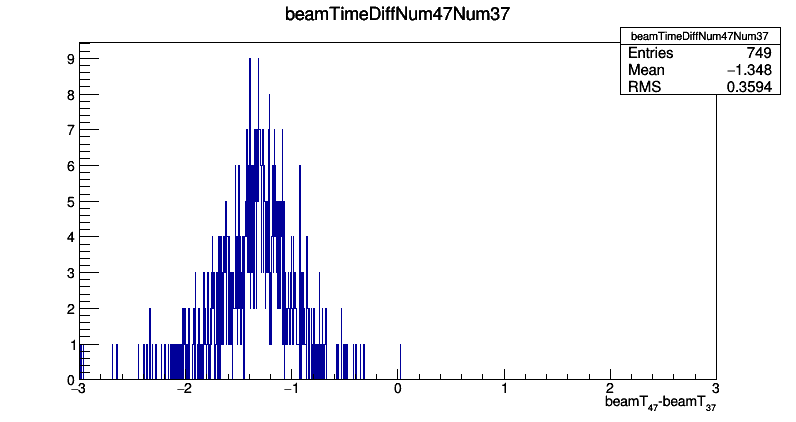 beamTimeDiffNum47Num37
beamTimeDiffNum47Num37
Entries 749
Mean −1.348
RMS 0.3594
9
8
7
6
5
4
3
2
1
0
−3 −2 −1 0 1 2 3
beamT47-beamT37